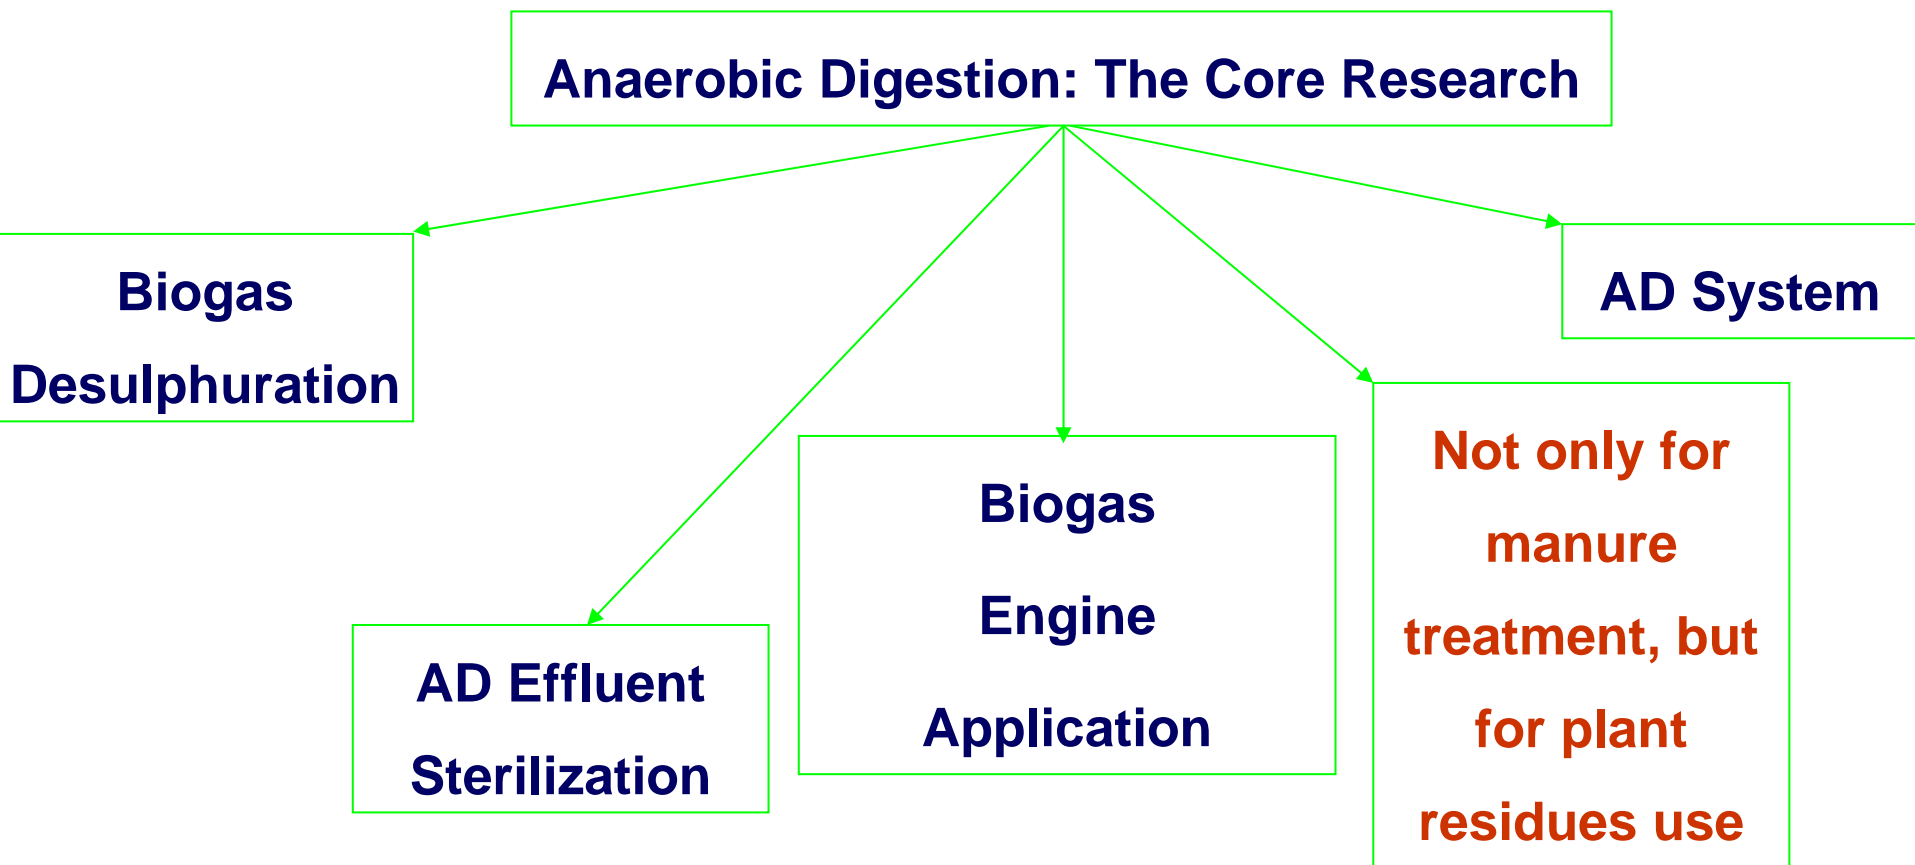 Anaerobic Digestion: The Core Research
Biogas
Desulphuration
AD Effluent
Sterilization
Biogas
Engine
Application
Not only for
manure
treatment, but
for plant
residues use
AD System